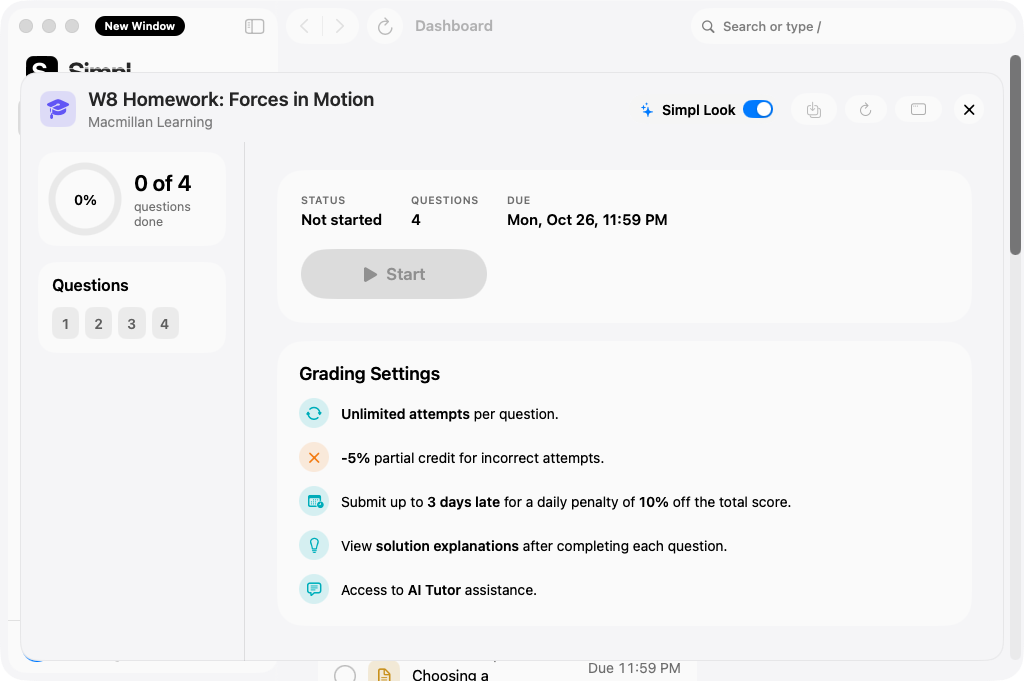 New Window
Dashboard
Search or type /
Simpl
W8 Homework: Forces in Motion
Macmillan Learning
Simpl Look
0%
0 of 4
questions
done
Questions
1 2 3 4
STATUS
Not started
QUESTIONS
4
DUE
Mon, Oct 26, 11:59 PM
Start
Grading Settings
Unlimited attempts per question.
-5% partial credit for incorrect attempts.
Submit up to 3 days late for a daily penalty of 10% off the total score.
View solution explanations after completing each question.
Access to AI Tutor assistance.
Choosing a
Due 11:59 PM